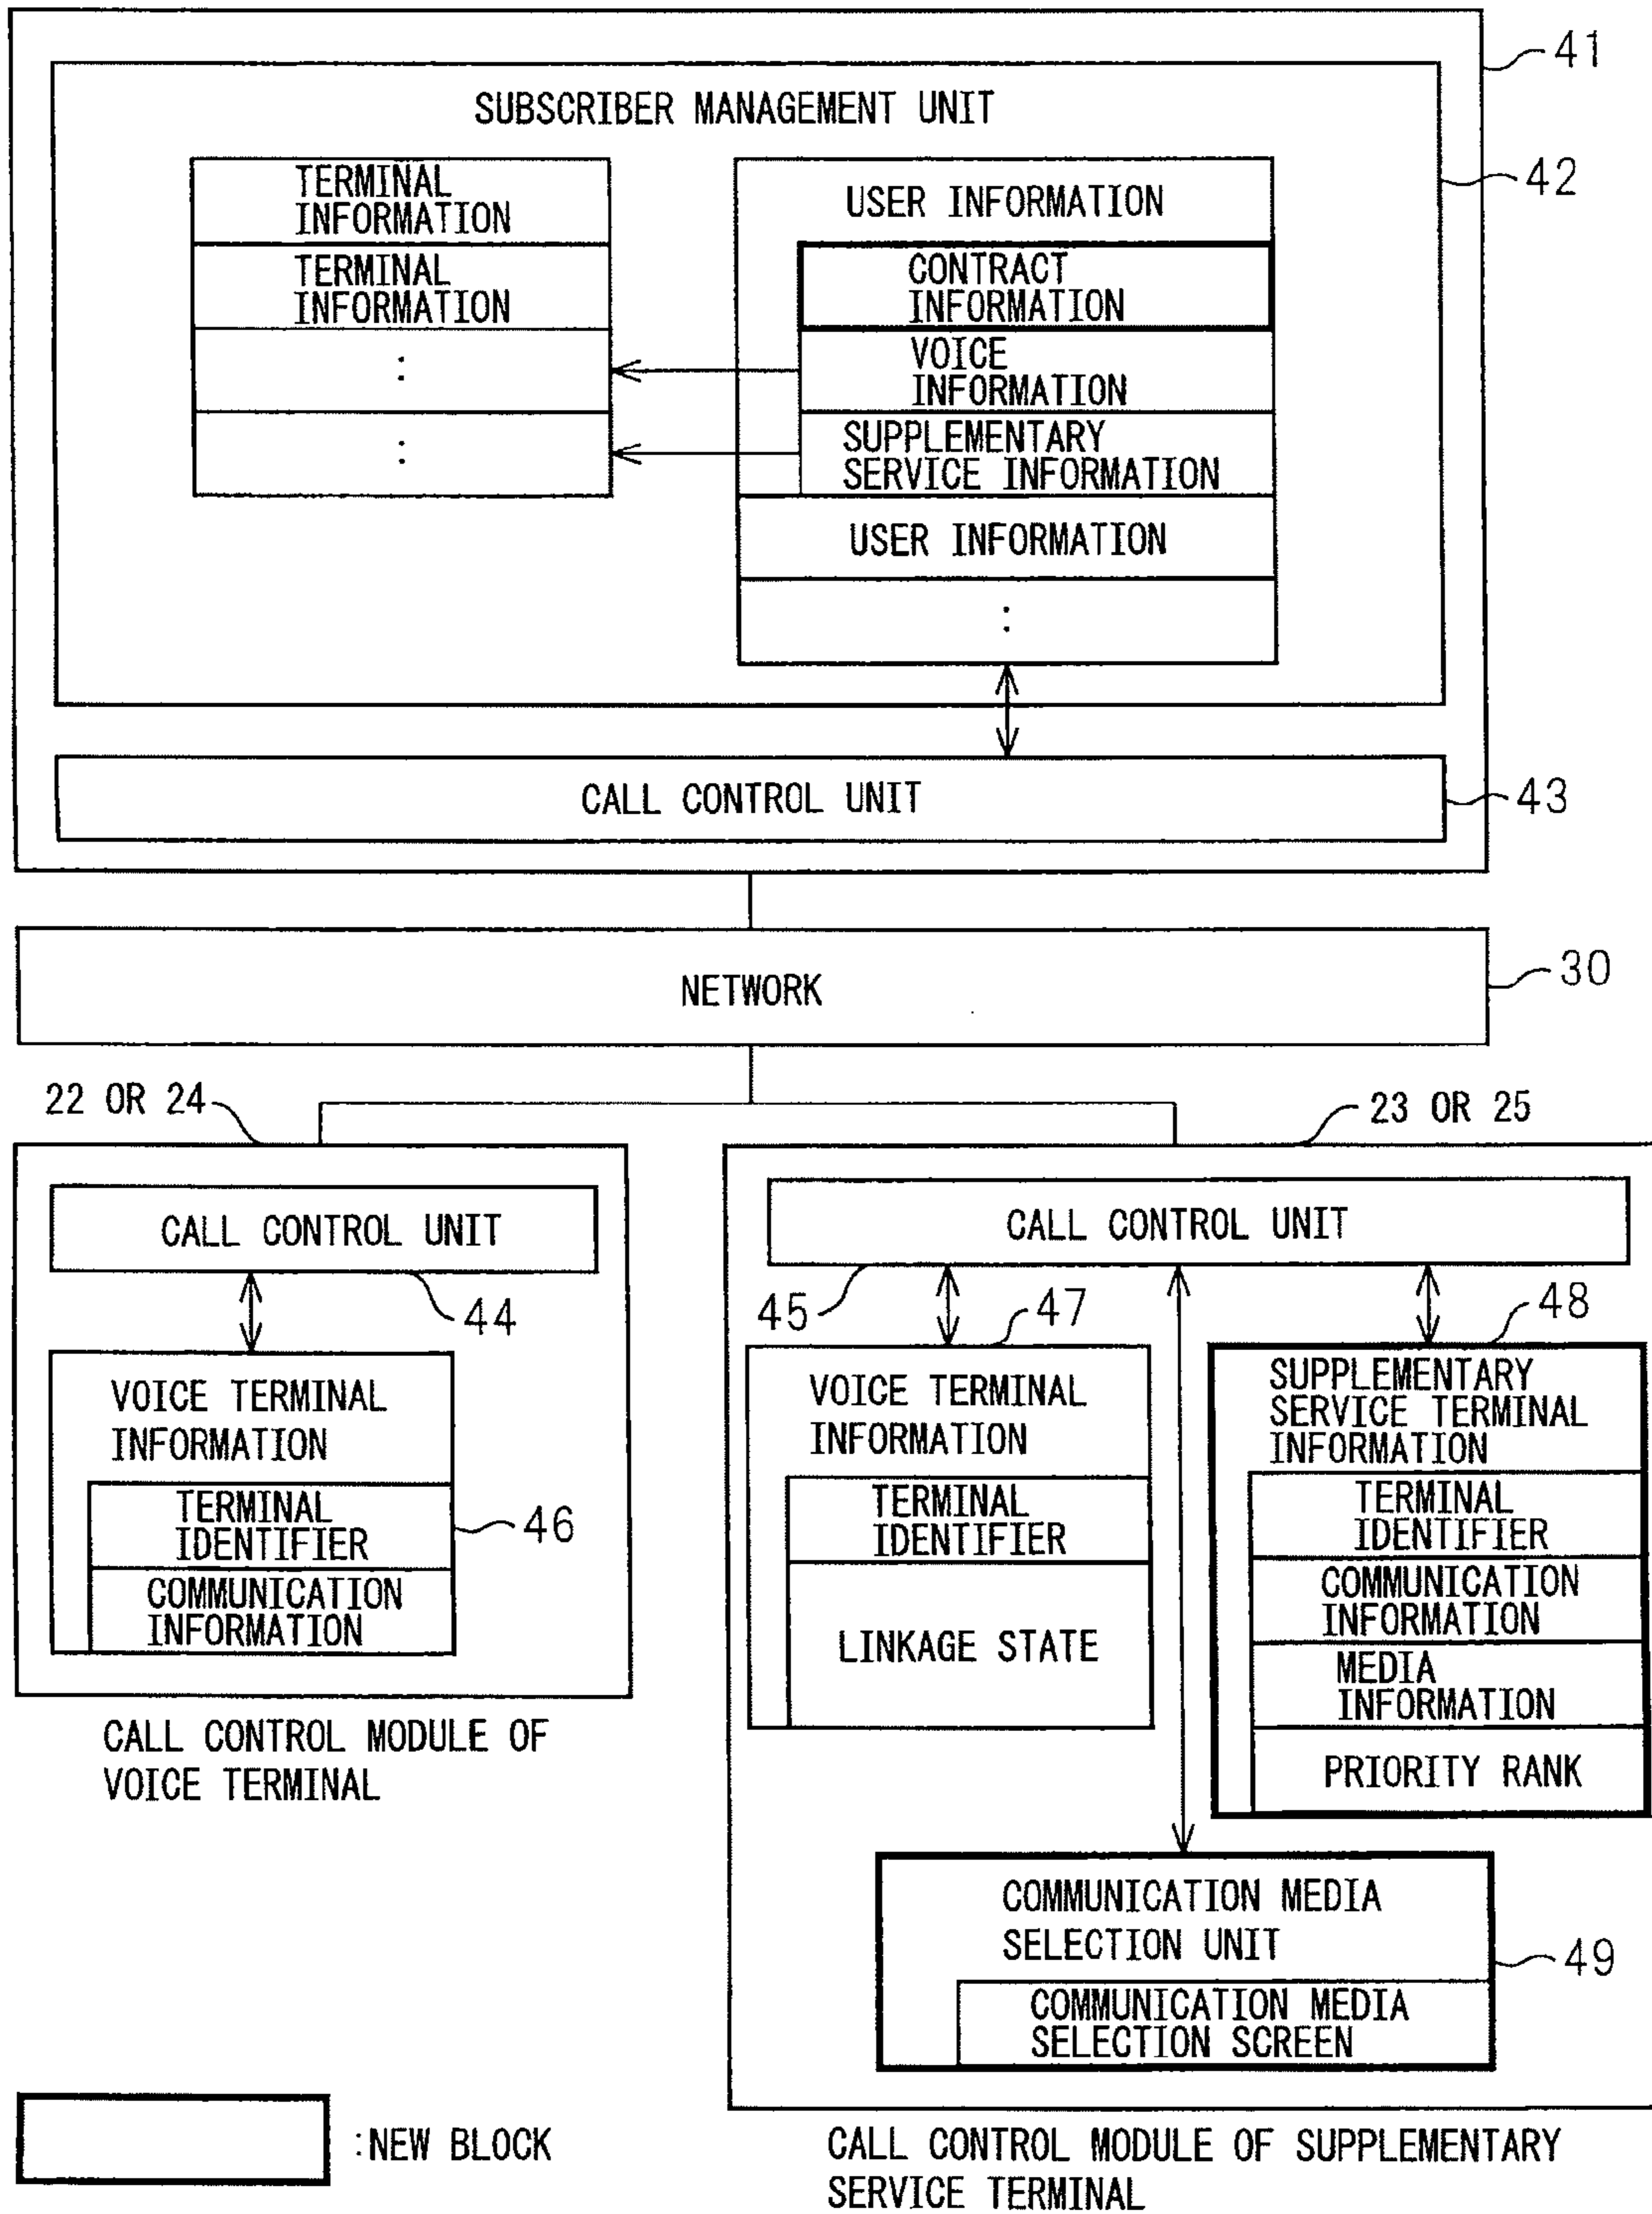 41
SUBSCRIBER MANAGEMENT UNIT
42
TERMINAL
INFORMATION
TERMINAL
INFORMATION
:
:
USER INFORMATION
CONTRACT
INFORMATION
VOICE
INFORMATION
SUPPLEMENTARY
SERVICE INFORMATION
USER INFORMATION
:
CALL CONTROL UNIT
43
NETWORK
30
22 OR 24
CALL CONTROL UNIT
44
VOICE TERMINAL
INFORMATION
TERMINAL
IDENTIFIER
46
COMMUNICATION
INFORMATION
CALL CONTROL MODULE OF
VOICE TERMINAL
23 OR 25
CALL CONTROL UNIT
45
47
48
VOICE TERMINAL
INFORMATION
TERMINAL
IDENTIFIER
LINKAGE STATE
SUPPLEMENTARY
SERVICE TERMINAL
INFORMATION
TERMINAL
IDENTIFIER
COMMUNICATION
INFORMATION
MEDIA
INFORMATION
PRIORITY RANK
COMMUNICATION MEDIA
SELECTION UNIT
49
COMMUNICATION MEDIA
SELECTION SCREEN
CALL CONTROL MODULE OF SUPPLEMENTARY
SERVICE TERMINAL
:NEW BLOCK